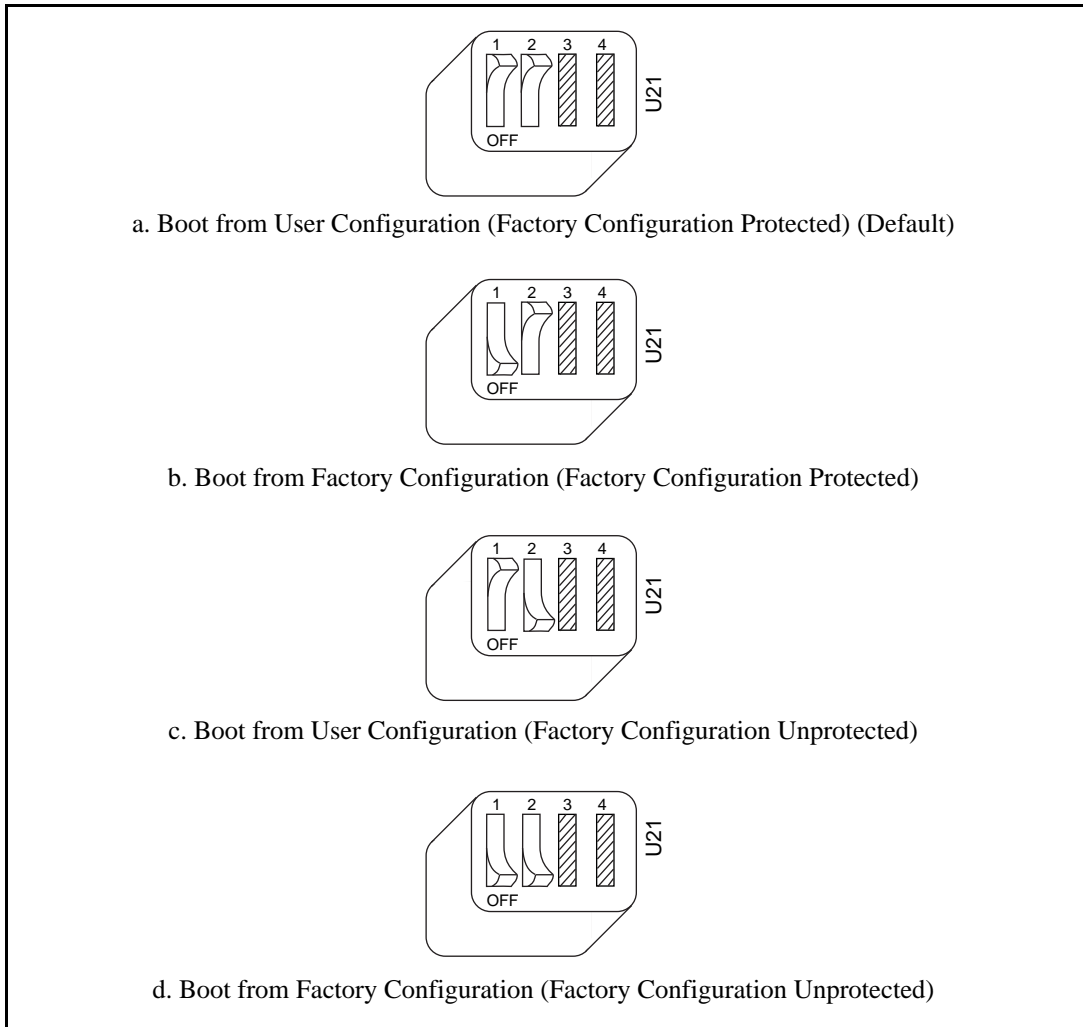 1 2 3 4
U21
OFF
a. Boot from User Configuration (Factory Configuration Protected) (Default)
1 2 3 4
U21
OFF
b. Boot from Factory Configuration (Factory Configuration Protected)
1 2 3 4
U21
OFF
c. Boot from User Configuration (Factory Configuration Unprotected)
1 2 3 4
U21
OFF
d. Boot from Factory Configuration (Factory Configuration Unprotected)